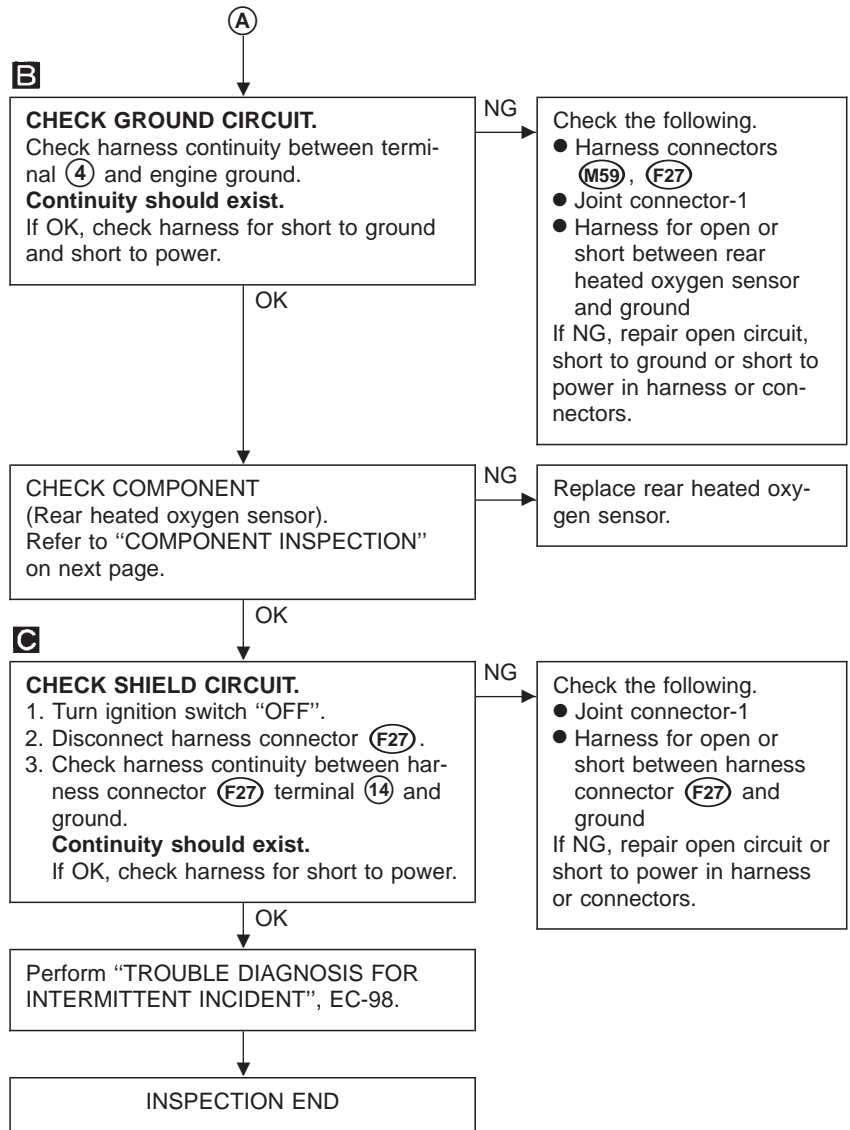 A
B
CHECK GROUND CIRCUIT.
Check harness continuity between termi-
nal 4 and engine ground.
Continuity should exist.
If OK, check harness for short to ground
and short to power.
NG
Check the following.
● Harness connectors
M59, F27
● Joint connector-1
● Harness for open or
short between rear
heated oxygen sensor
and ground
If NG, repair open circuit,
short to ground or short to
power in harness or con-
nectors.
OK
CHECK COMPONENT
(Rear heated oxygen sensor).
Refer to “COMPONENT INSPECTION”
on next page.
NG
Replace rear heated oxy-
gen sensor.
OK
C
CHECK SHIELD CIRCUIT.
1. Turn ignition switch “OFF”.
2. Disconnect harness connector F27.
3. Check harness continuity between har-
ness connector F27 terminal 14 and
ground.
Continuity should exist.
If OK, check harness for short to power.
NG
Check the following.
● Joint connector-1
● Harness for open or
short between harness
connector F27 and
ground
If NG, repair open circuit or
short to power in harness
or connectors.
OK
Perform “TROUBLE DIAGNOSIS FOR
INTERMITTENT INCIDENT”, EC-98.
INSPECTION END